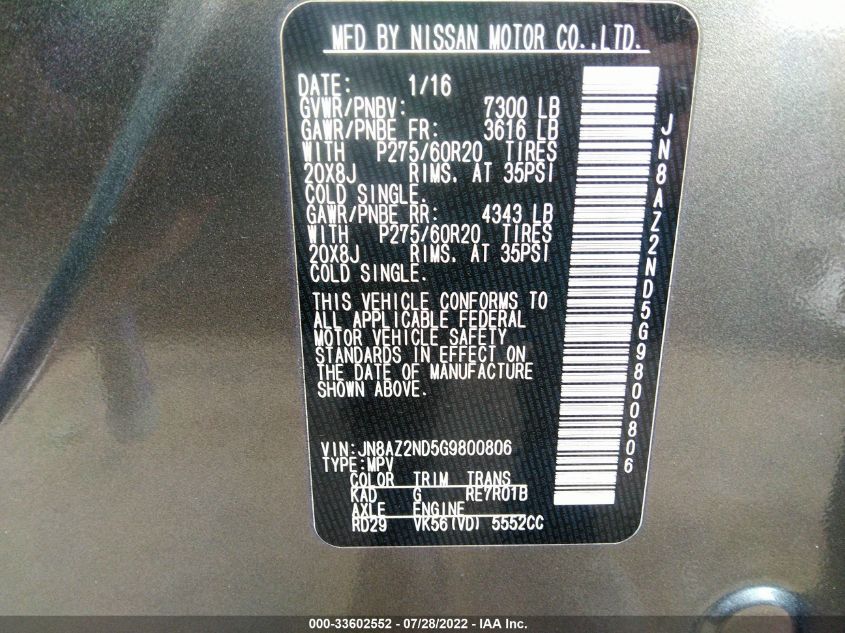 MFD BY NISSAN MOTOR CO.,LTD.
DATE: 1/16
GVWR/PNBV: 7300 LB
GAWR/PNBE FR: 3616 LB
WITH P275/60R20 TIRES
20X8J RIMS. AT 35PSI
COLD SINGLE.
GAWR/PNBE RR: 4343 LB
WITH P275/60R20 TIRES
20X8J RIMS. AT 35PSI
COLD SINGLE.
THIS VEHICLE CONFORMS TO
ALL APPLICABLE FEDERAL
MOTOR VEHICLE SAFETY
STANDARDS IN EFFECT ON
THE DATE OF MANUFACTURE
SHOWN ABOVE.
VIN:JN8AZ2ND5G9800806
TYPE:MPV
COLOR TRIM TRANS
KAD G RE7R01B
AXLE ENGINE
RD29 VK56(VD) 5552CC
JN8AZ2ND5G9800806
000-33602552 / 07/28/2022 - IAA Inc.